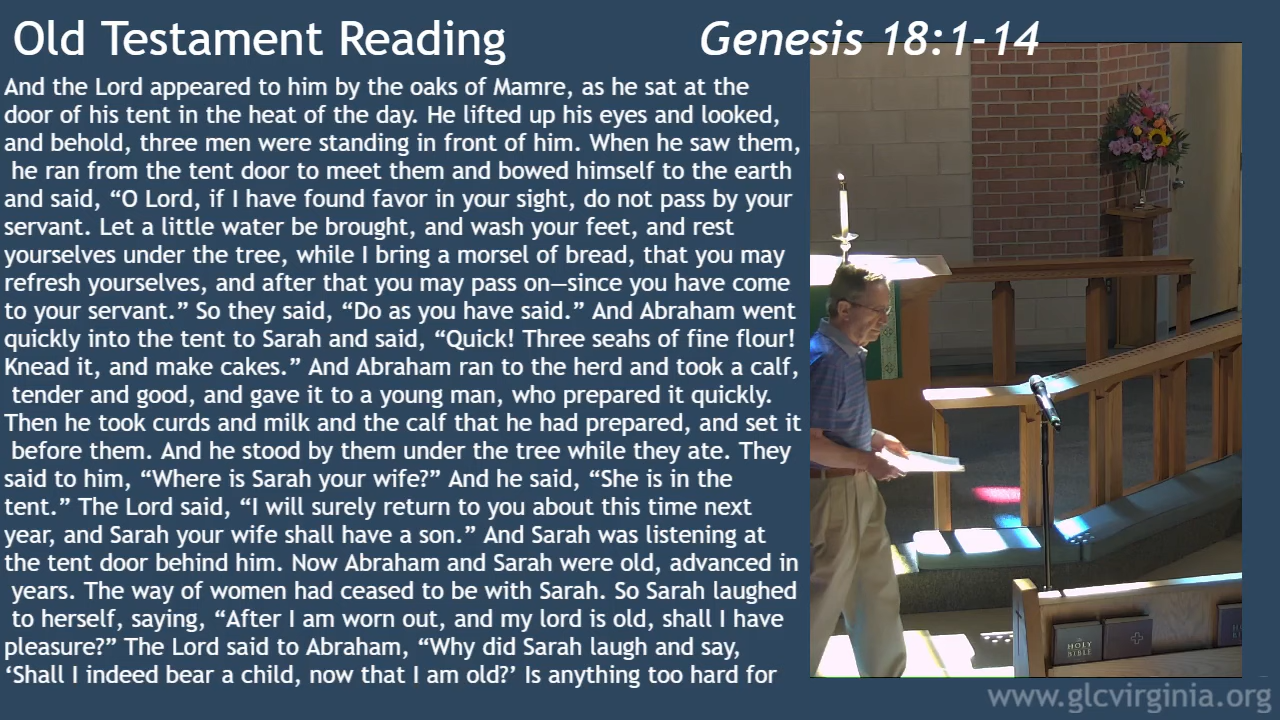 Old Testament Reading
Genesis 18:1-14
And the Lord appeared to him by the oaks of Mamre, as he sat at the
door of his tent in the heat of the day. He lifted up his eyes and looked,
and behold, three men were standing in front of him. When he saw them,
he ran from the tent door to meet them and bowed himself to the earth
and said, “O Lord, if I have found favor in your sight, do not pass by your
servant. Let a little water be brought, and wash your feet, and rest
yourselves under the tree, while I bring a morsel of bread, that you may
refresh yourselves, and after that you may pass on—since you have come
to your servant.” So they said, “Do as you have said.” And Abraham went
quickly into the tent to Sarah and said, “Quick! Three seahs of fine flour!
Knead it, and make cakes.” And Abraham ran to the herd and took a calf,
tender and good, and gave it to a young man, who prepared it quickly.
Then he took curds and milk and the calf that he had prepared, and set it
before them. And he stood by them under the tree while they ate. They
said to him, “Where is Sarah your wife?” And he said, “She is in the
tent.” The Lord said, “I will surely return to you about this time next
year, and Sarah your wife shall have a son.” And Sarah was listening at
the tent door behind him. Now Abraham and Sarah were old, advanced in
years. The way of women had ceased to be with Sarah. So Sarah laughed
to herself, saying, “After I am worn out, and my lord is old, shall I have
pleasure?” The Lord said to Abraham, “Why did Sarah laugh and say,
‘Shall I indeed bear a child, now that I am old?’ Is anything too hard for
HOLY
BIBLE
www.glcvirginia.org